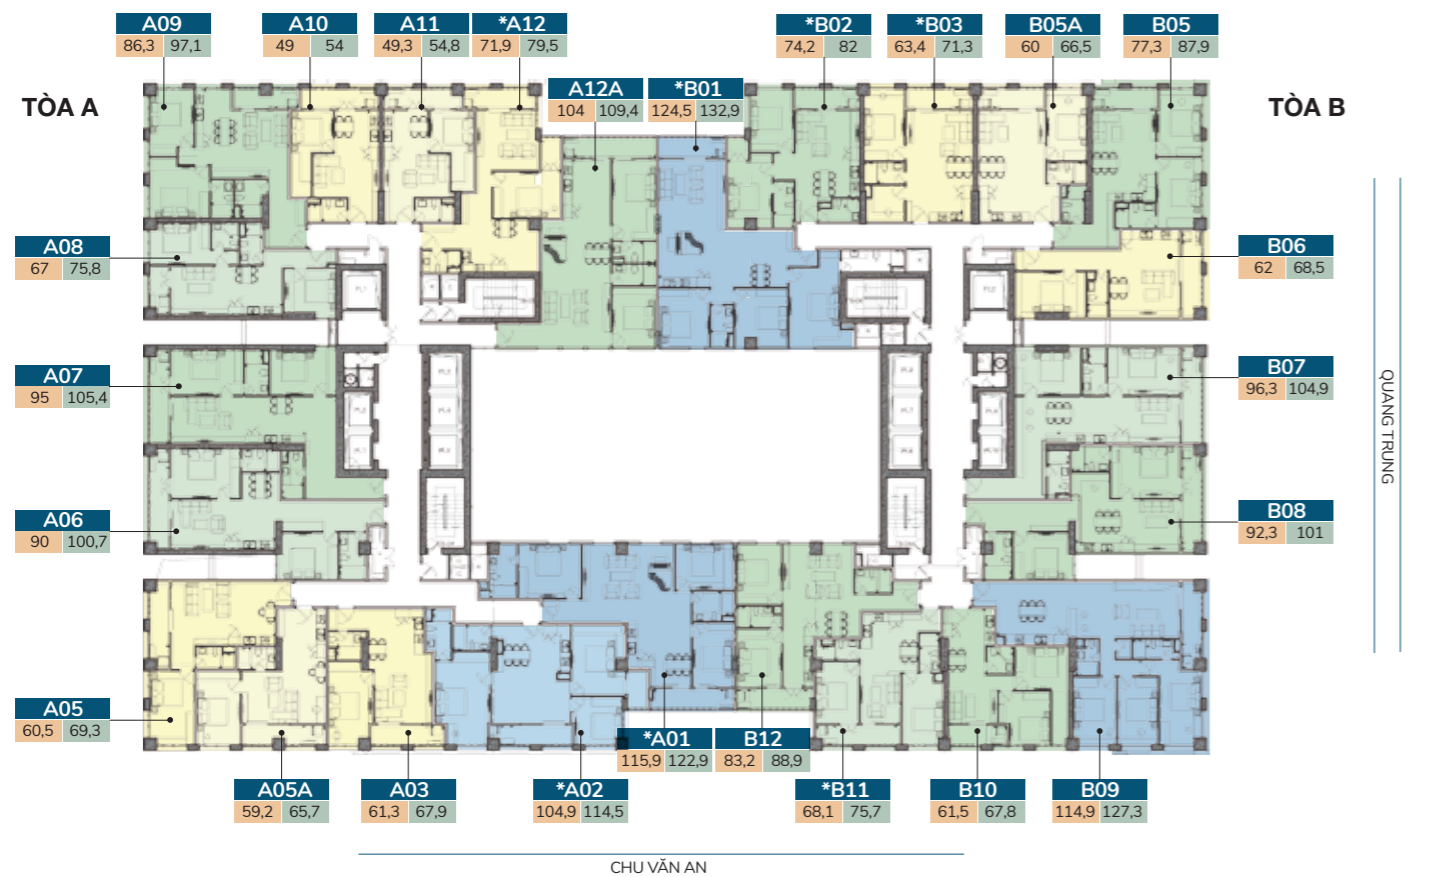 A09
86,3 97,1
A10
49 54
A11
49,3 54,8
*A12
71,9 79,5
*B02
74,2 82
*B03
63,4 71,3
B05A
60 66,5
B05
77,3 87,9
TÒA A
A12A
104 109,4
*B01
124,5 132,9
TÒA B
A08
67 75,8
B06
62 68,5
A07
95 105,4
B07
96,3 104,9
QUANG TRUNG
A06
90 100,7
B08
92,3 101
A05
60,5 69,3
*A01
115,9 122,9
B12
83,2 88,9
A05A
59,2 65,7
A03
61,3 67,9
*A02
104,9 114,5
*B11
68,1 75,7
B10
61,5 67,8
B09
114,9 127,3
CHU VĂN AN